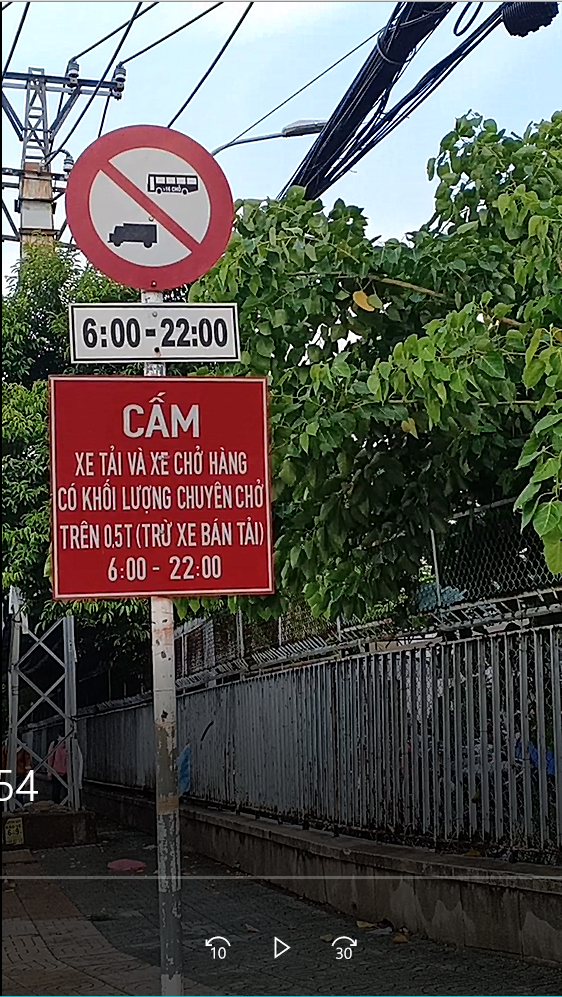 >16 CHỖ
6:00-22:00
CẤM
XE TẢI VÀ XE CHỞ HÀNG
CÓ KHỐI LƯỢNG CHUYÊN CHỞ
TRÊN 0.5T (TRỪ XE BÁN TẢI)
6:00 - 22:00
54
10
30